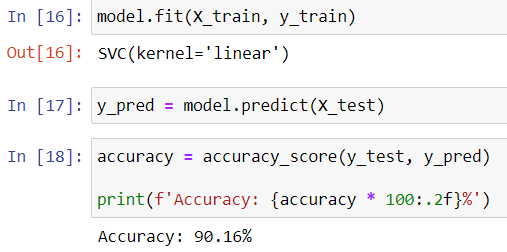 In [16]: model.fit(X_train, y_train)
Out[16]: SVC(kernel='linear')
In [17]: y_pred = model.predict(X_test)
In [18]: accuracy = accuracy_score(y_test, y_pred)
print(f'Accuracy: {accuracy * 100:.2f}%')
Accuracy: 90.16%